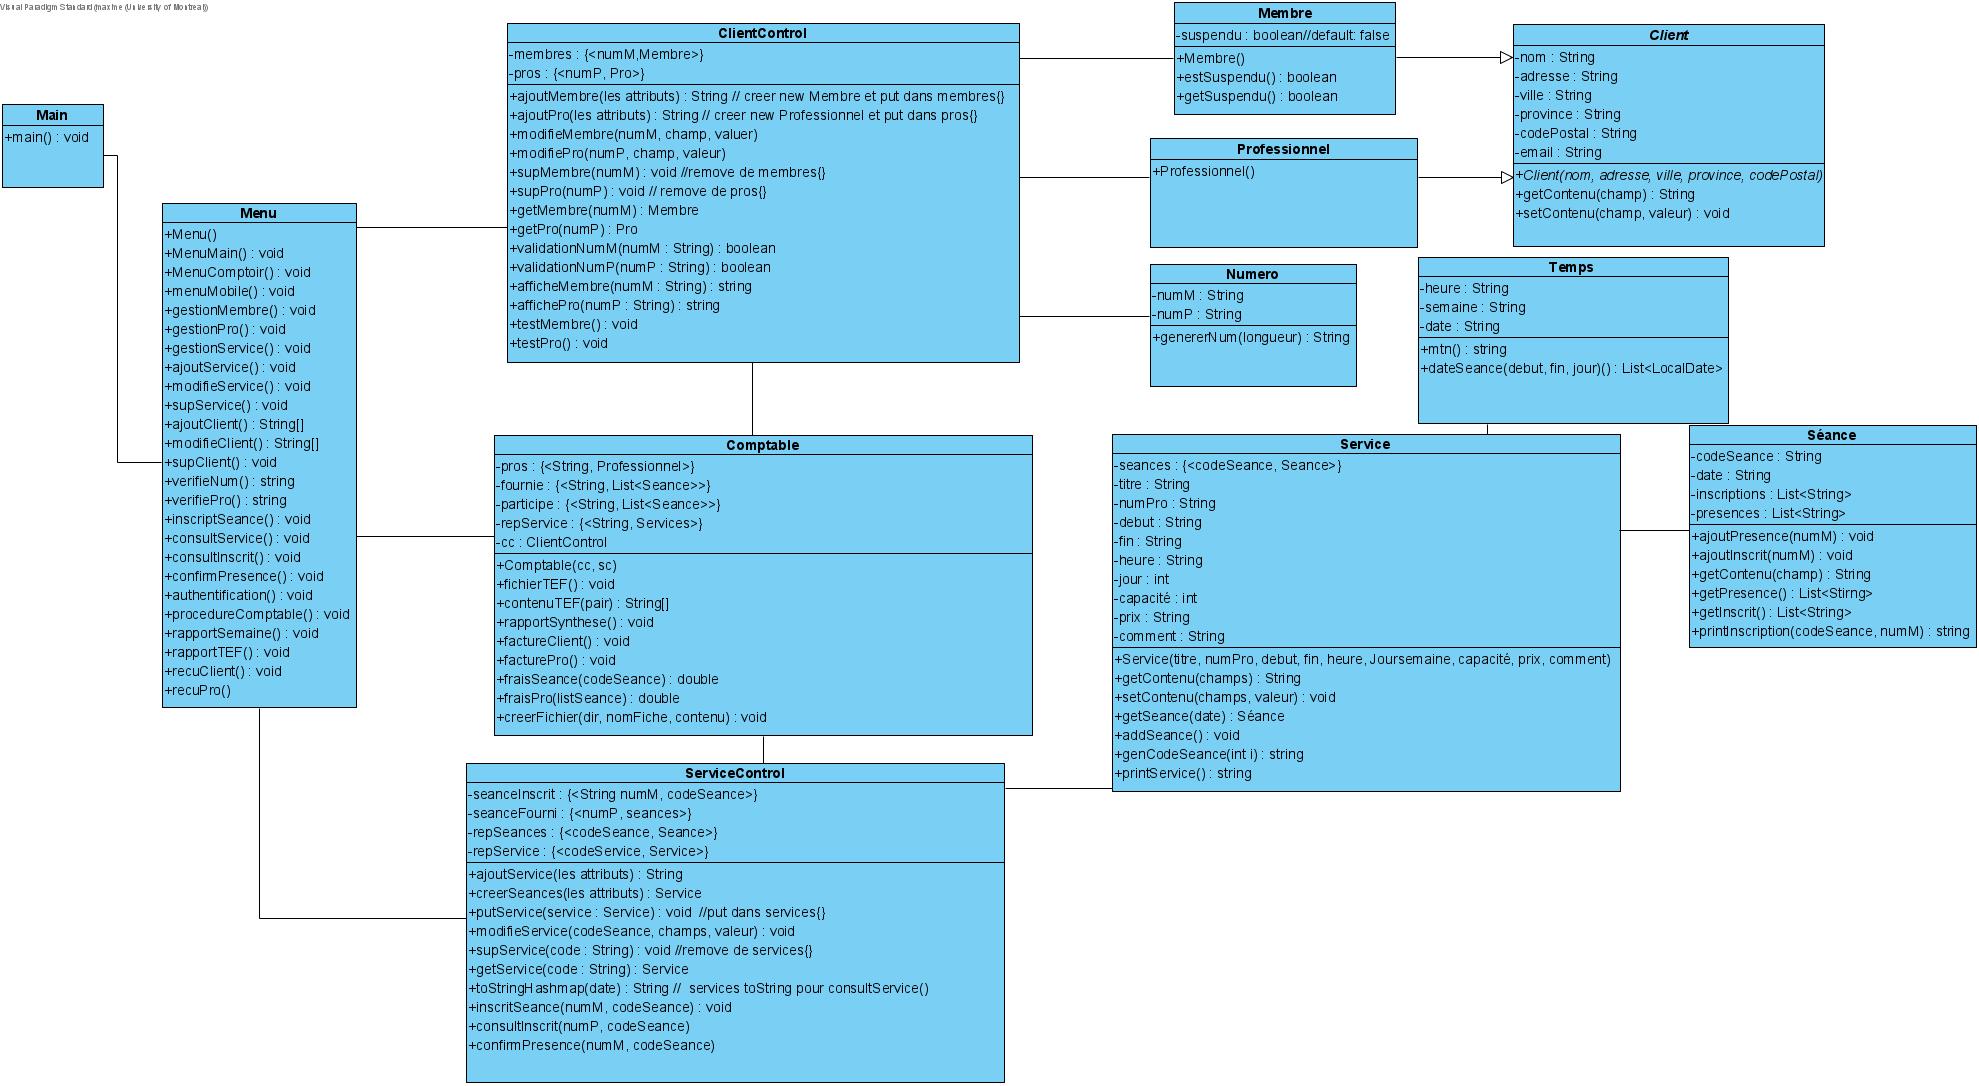 Visual Paradigm Standard(maxine (University of Montreal))
Main
+main() : void
Menu
+Menu()
+MenuMain() : void
+MenuComptoir() : void
+menuMobile() : void
+gestionMembre() : void
+gestionPro() : void
+gestionService() : void
+ajoutService() : void
+modifieService() : void
+supService() : void
+ajoutClient() : String[]
+modifieClient() : String[]
+supClient() : void
+verifieNum() : string
+verifiePro() : string
+inscriptSeance() : void
+consultService() : void
+consultInscrit() : void
+confirmPresence() : void
+authentification() : void
+procedureComptable() : void
+rapportSemaine() : void
+rapportTEF() : void
+recuClient() : void
+recuPro()
ClientControl
-membres : {<numM,Membre>}
-pros : {<numP, Pro>}
+ajoutMembre(les attributs) : String // creer new Membre et put dans membres{}
+ajoutPro(les attributs) : String // creer new Professionnel et put dans pros{}
+modifieMembre(numM, champ, valuer)
+modifiePro(numP, champ, valeur)
+supMembre(numM) : void //remove de membres{}
+supPro(numP) : void // remove de pros{}
+getMembre(numM) : Membre
+getPro(numP) : Pro
+validationNumM(numM : String) : boolean
+validationNumP(numP : String) : boolean
+afficheMembre(numM : String) : string
+affichePro(numP : String) : string
+testMembre() : void
+testPro() : void
Membre
-suspendu : boolean//default: false
+Membre()
+estSuspendu() : boolean
+getSuspendu() : boolean
Client
-nom : String
-adresse : String
-ville : String
-province : String
-codePostal : String
-email : String
+Client(nom, adresse, ville, province, codePostal)
+getContenu(champ) : String
+setContenu(champ, valeur) : void
Professionnel
+Professionnel()
Numero
-numM : String
-numP : String
+genererNum(longueur) : String
Temps
-heure : String
-semaine : String
-date : String
+mtn() : string
+dateSeance(debut, fin, jour)() : List<LocalDate>
Comptable
-pros : {<String, Professionnel>}
-fournie : {<String, List<Seance>>}
-participe : {<String, List<Seance>>}
-repService : {<String, Services>}
-cc : ClientControl
+Comptable(cc, sc)
+fichierTEF() : void
+contenuTEF(pair) : String[]
+rapportSynthese() : void
+factureClient() : void
+facturePro() : void
+fraisSeance(codeSeance) : double
+fraisPro(listSeance) : double
+creerFichier(dir, nomFiche, contenu) : void
Service
-seances : {<codeSeance, Seance>}
-titre : String
-numPro : String
-debut : String
-fin : String
-heure : String
-jour : int
-capacité : int
-prix : String
-comment : String
+Service(titre, numPro, debut, fin, heure, Joursemaine, capacité, prix, comment)
+getContenu(champs) : String
+setContenu(champs, valeur) : void
+getSeance(date) : Séance
+addSeance() : void
+genCodeSeance(int i) : string
+printService() : string
Séance
-codeSeance : String
-date : String
-inscriptions : List<String>
-presences : List<String>
+ajoutPresence(numM) : void
+ajoutInscrit(numM) : void
+getContenu(champ) : String
+getPresence() : List<Stirng>
+getInscrit() : List<String>
+printInscription(codeSeance, numM) : string
ServiceControl
-seanceInscrit : {<String numM, codeSeance>}
-seanceFourni : {<numP, seances>}
-repSeances : {<codeSeance, Seance>}
-repService : {<codeService, Service>}
+ajoutService(les attributs) : String
+creerSeances(les attributs) : Service
+putService(service : Service) : void  //put dans services{}
+modifieService(codeSeance, champs, valeur) : void
+supService(code : String) : void //remove de services{}
+getService(code : String) : Service
+toStringHashmap(date) : String //  services toString pour consultService()
+inscritSeance(numM, codeSeance) : void
+consultInscrit(numP, codeSeance)
+confirmPresence(numM, codeSeance)